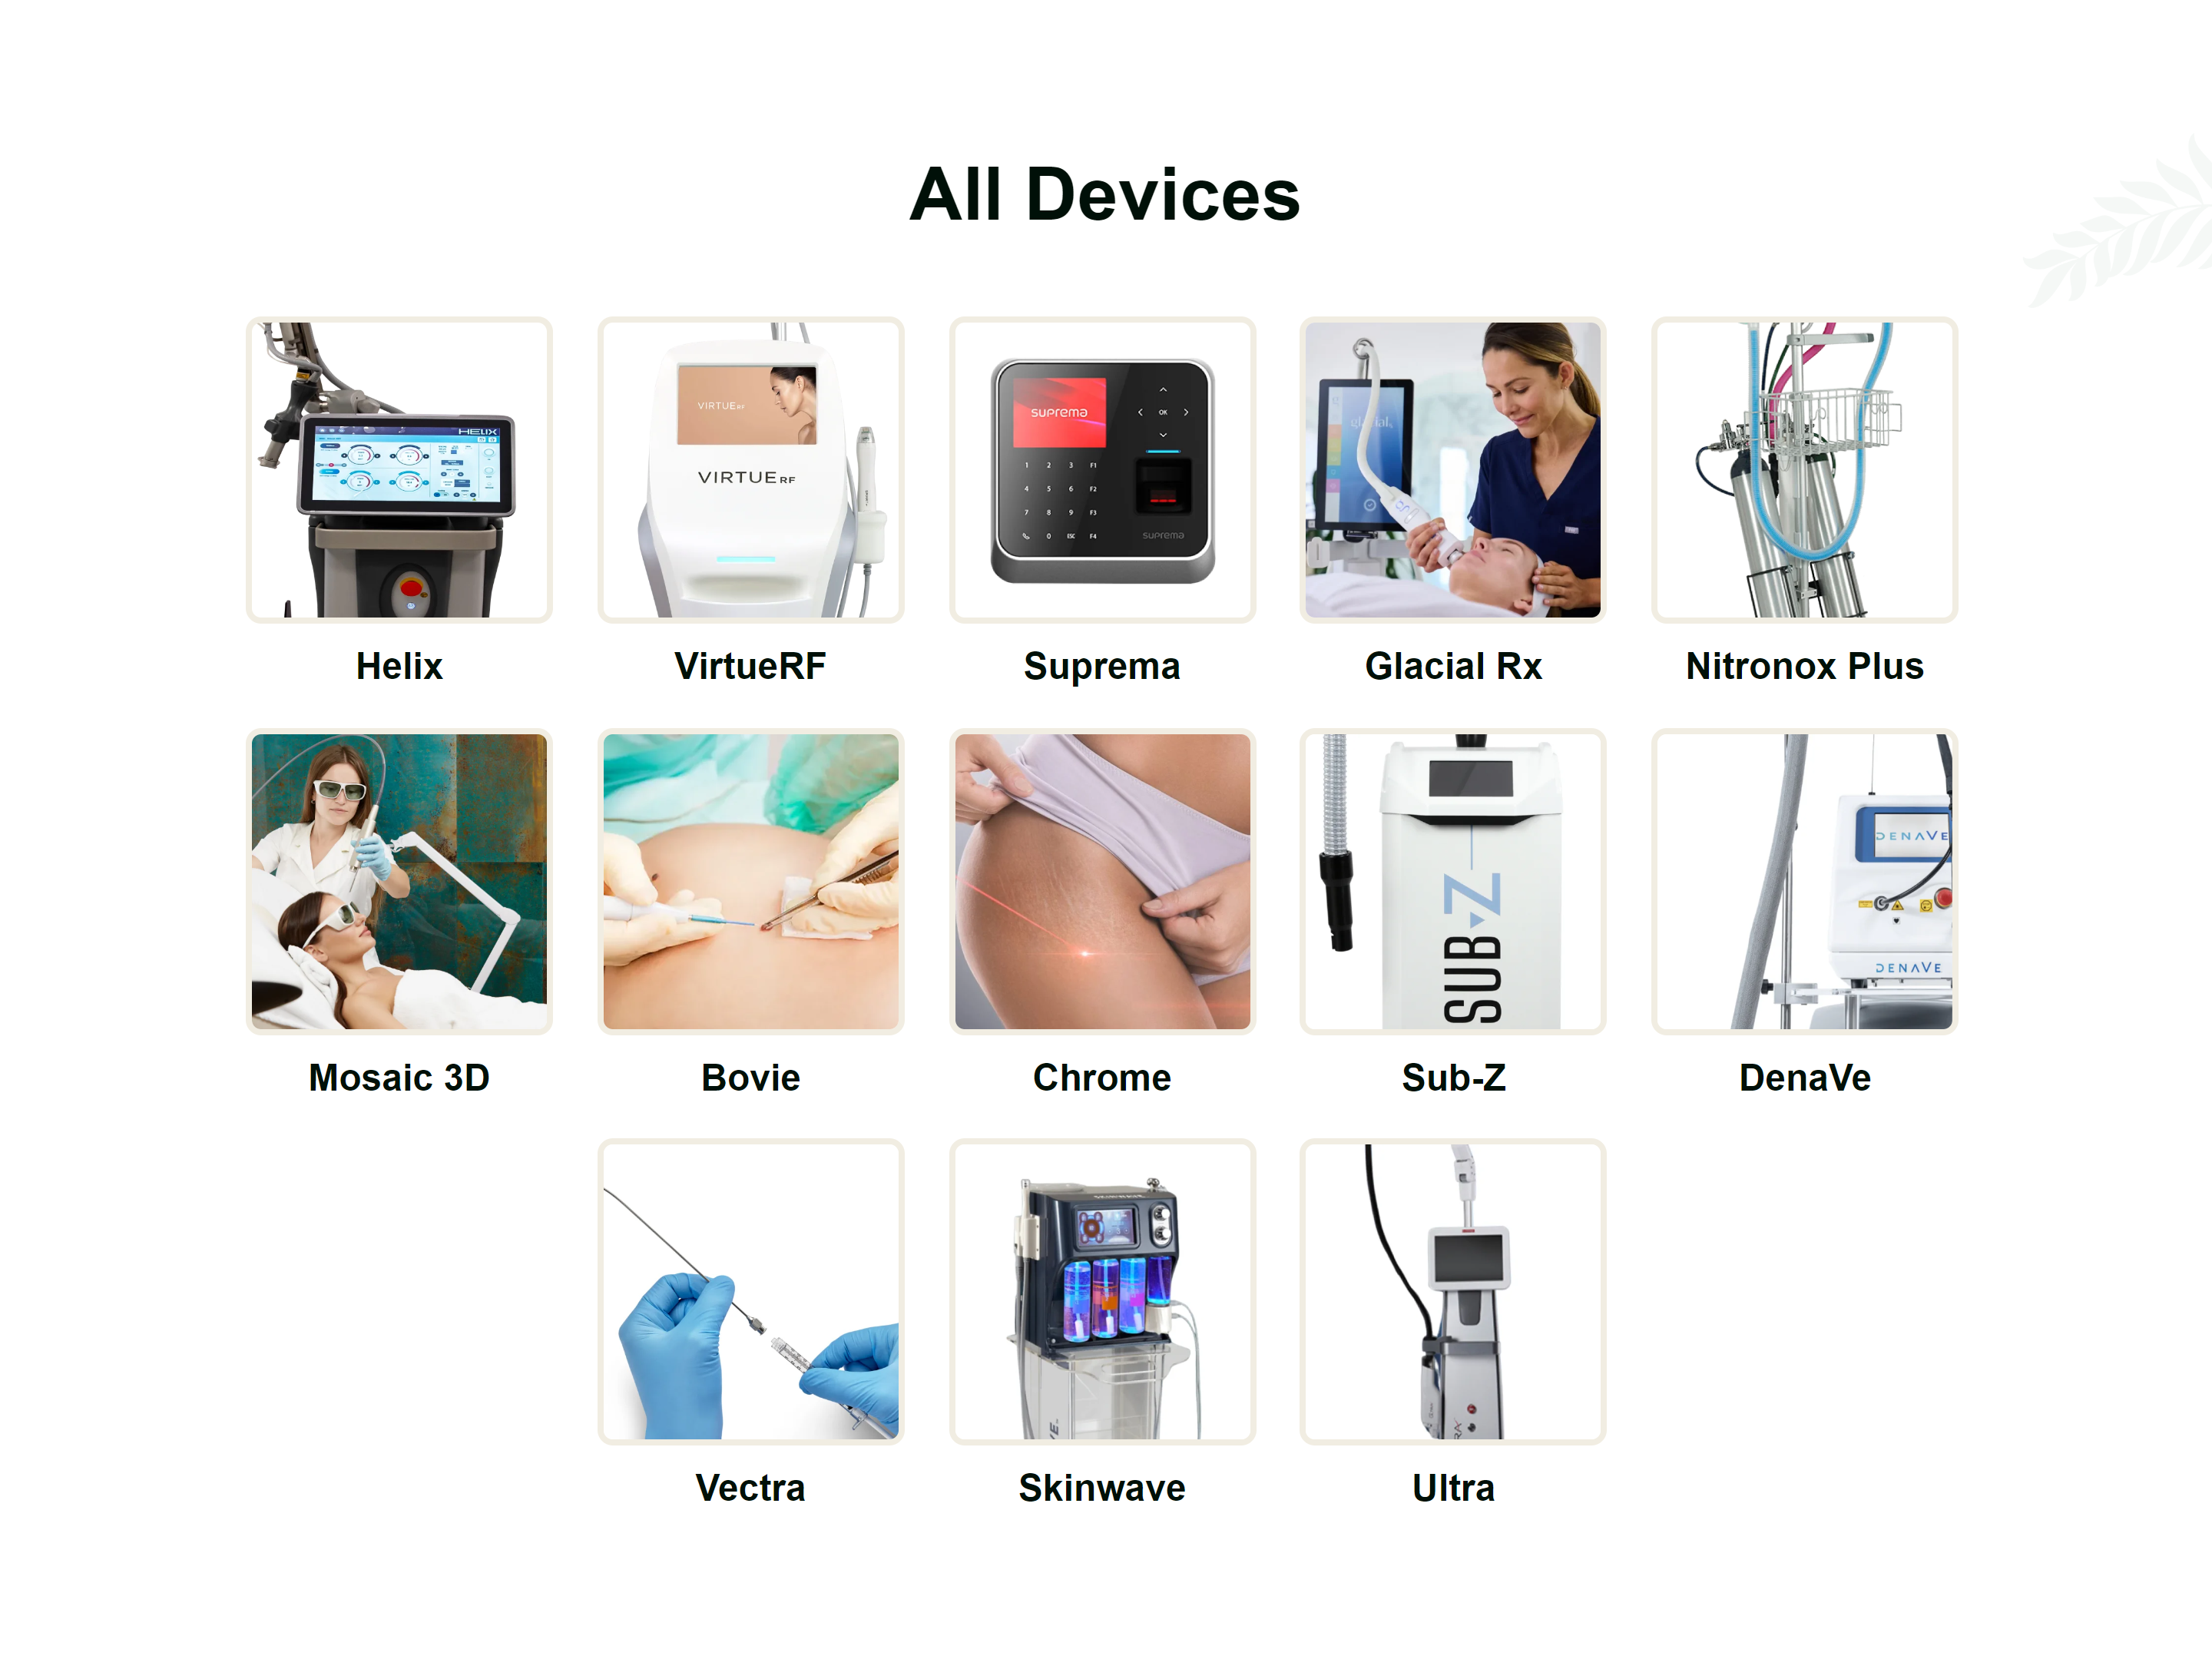 All Devices
HELIX
VIRTUE RF
VIRTUE RF
suprema
OK
1 2 3 F1
4 5 6 F2
7 8 9 F3
0 ESC F4
suprema
glacial
Helix
VirtueRF
Suprema
Glacial Rx
Nitronox Plus
SUB-Z
DENAVE
DENAVE
Mosaic 3D
Bovie
Chrome
Sub-Z
DenaVe
Vectra
Skinwave
Ultra